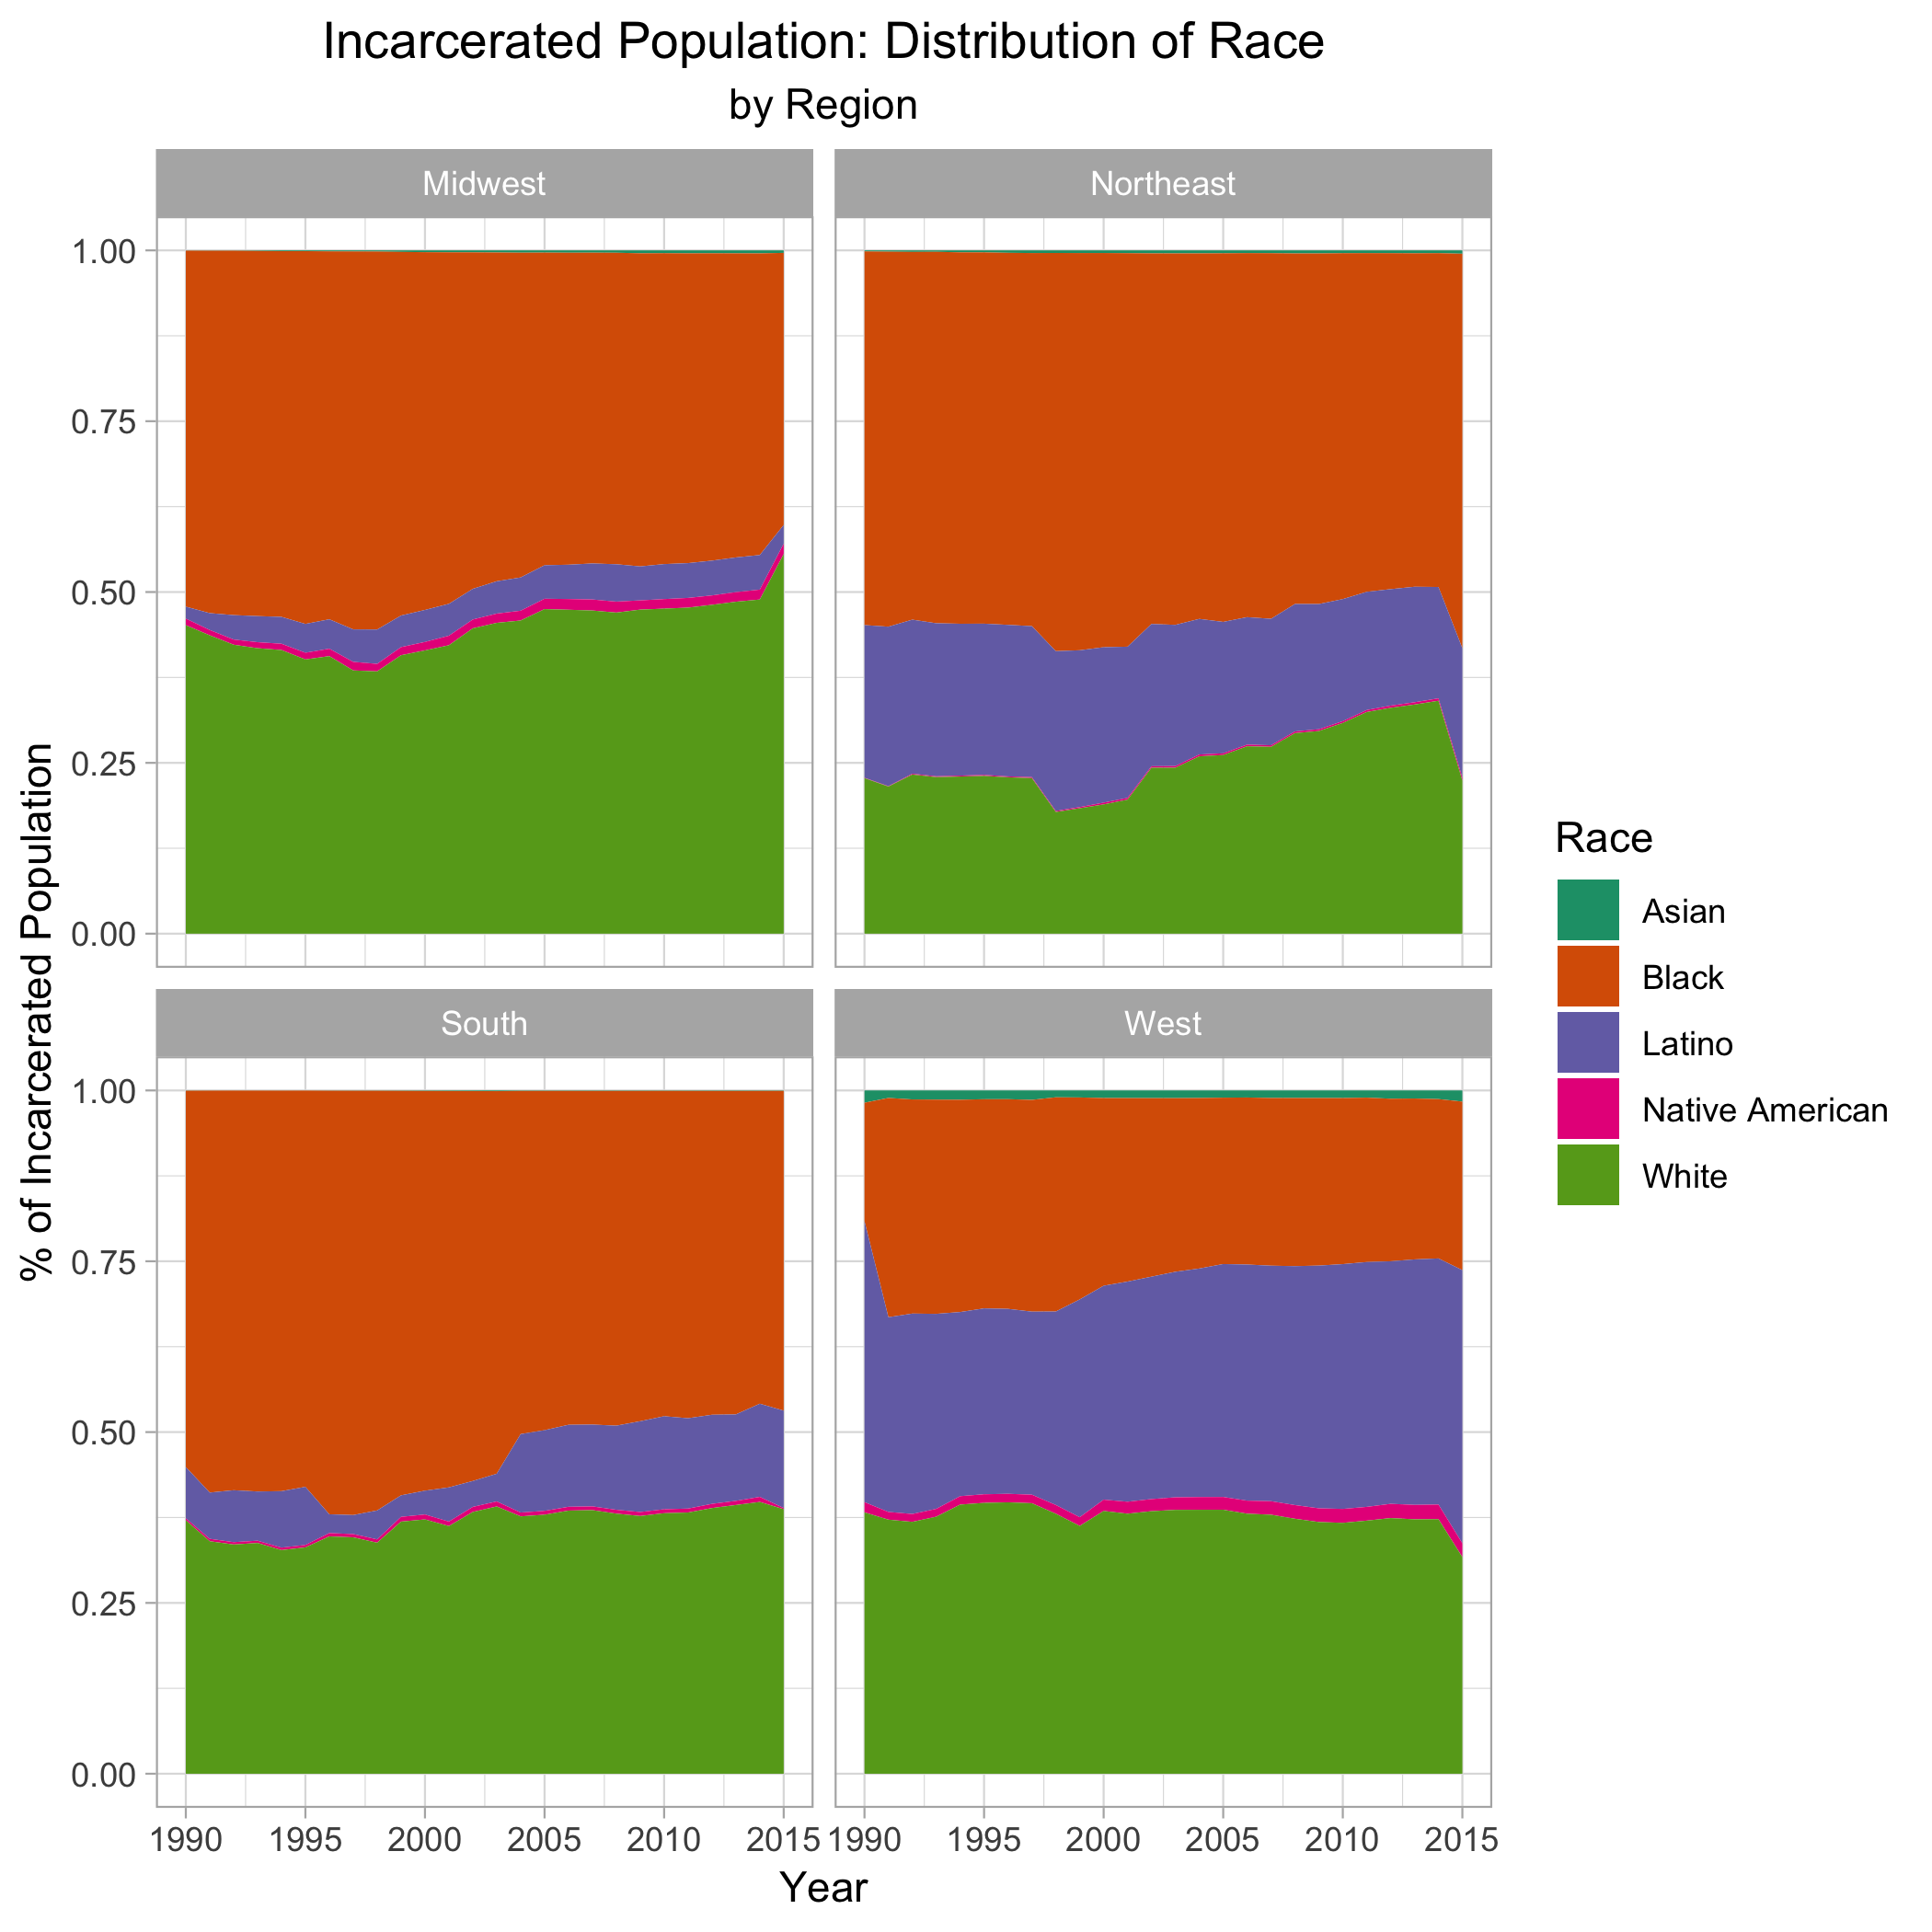 Incarcerated Population: Distribution of Race
by Region
Midwest
Northeast
1.00
0.75
0.50
0.25
0.00
South
West
1.00
0.75
0.50
0.25
0.00
1990 1995 2000 2005 2010 2015
1990 1995 2000 2005 2010 2015
Year
% of Incarcerated Population
Race
Asian
Black
Latino
Native American
White